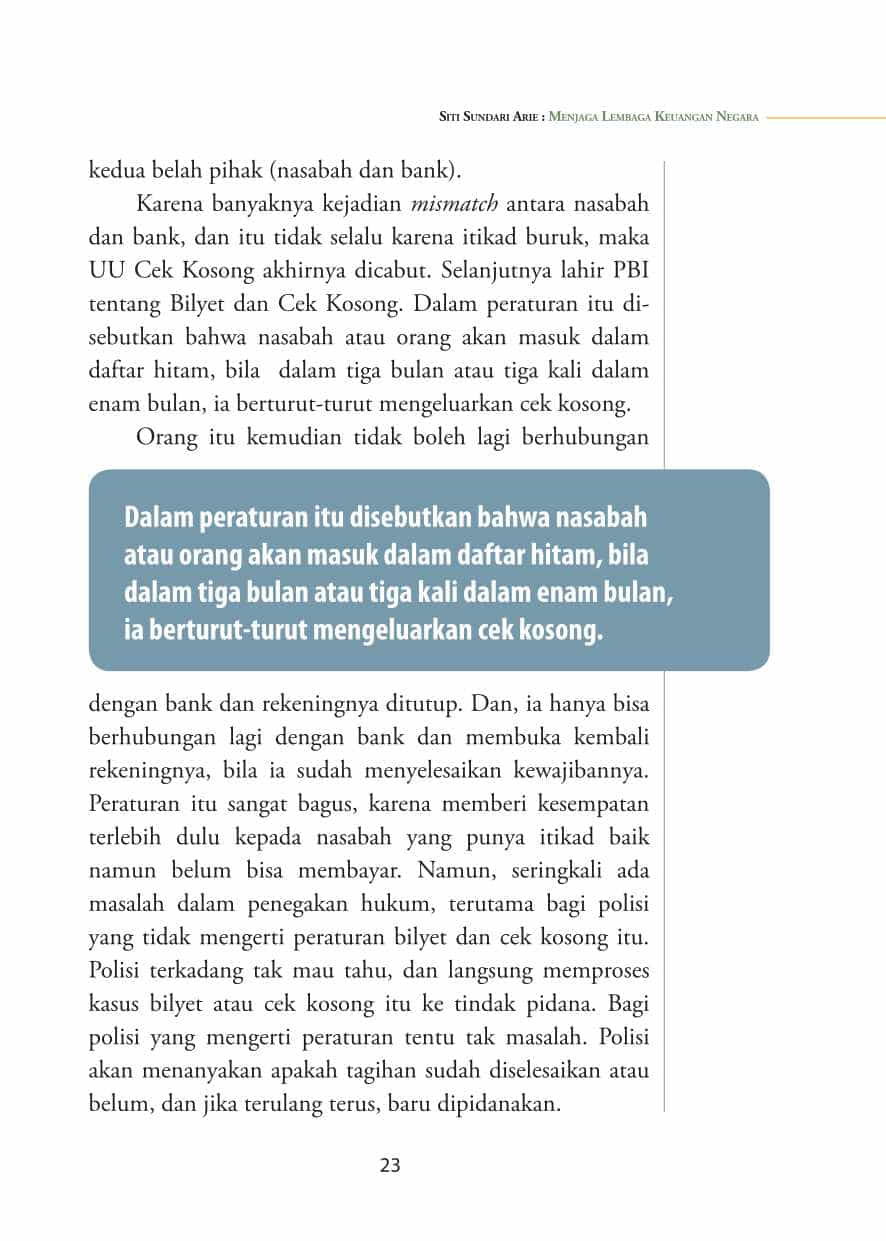 Siti Sundari Arie : Menjaga Lembaga Keuangan Negara
kedua belah pihak (nasabah dan bank).
Karena banyaknya kejadian mismatch antara nasabah
dan bank, dan itu tidak selalu karena itikad buruk, maka
UU Cek Kosong akhirnya dicabut. Selanjutnya lahir PBI
tentang Bilyet dan Cek Kosong. Dalam peraturan itu di-
sebutkan bahwa nasabah atau orang akan masuk dalam
daftar hitam, bila dalam tiga bulan atau tiga kali dalam
enam bulan, ia berturut-turut mengeluarkan cek kosong.
Orang itu kemudian tidak boleh lagi berhubungan
Dalam peraturan itu disebutkan bahwa nasabah
atau orang akan masuk dalam daftar hitam, bila
dalam tiga bulan atau tiga kali dalam enam bulan,
ia berturut-turut mengeluarkan cek kosong.
dengan bank dan rekeningnya ditutup. Dan, ia hanya bisa
berhubungan lagi dengan bank dan membuka kembali
rekeningnya, bila ia sudah menyelesaikan kewajibannya.
Peraturan itu sangat bagus, karena memberi kesempatan
terlebih dulu kepada nasabah yang punya itikad baik
namun belum bisa membayar. Namun, seringkali ada
masalah dalam penegakan hukum, terutama bagi polisi
yang tidak mengerti peraturan bilyet dan cek kosong itu.
Polisi terkadang tak mau tahu, dan langsung memproses
kasus bilyet atau cek kosong itu ke tindak pidana. Bagi
polisi yang mengerti peraturan tentu tak masalah. Polisi
akan menanyakan apakah tagihan sudah diselesaikan atau
belum, dan jika terulang terus, baru dipidanakan.
23